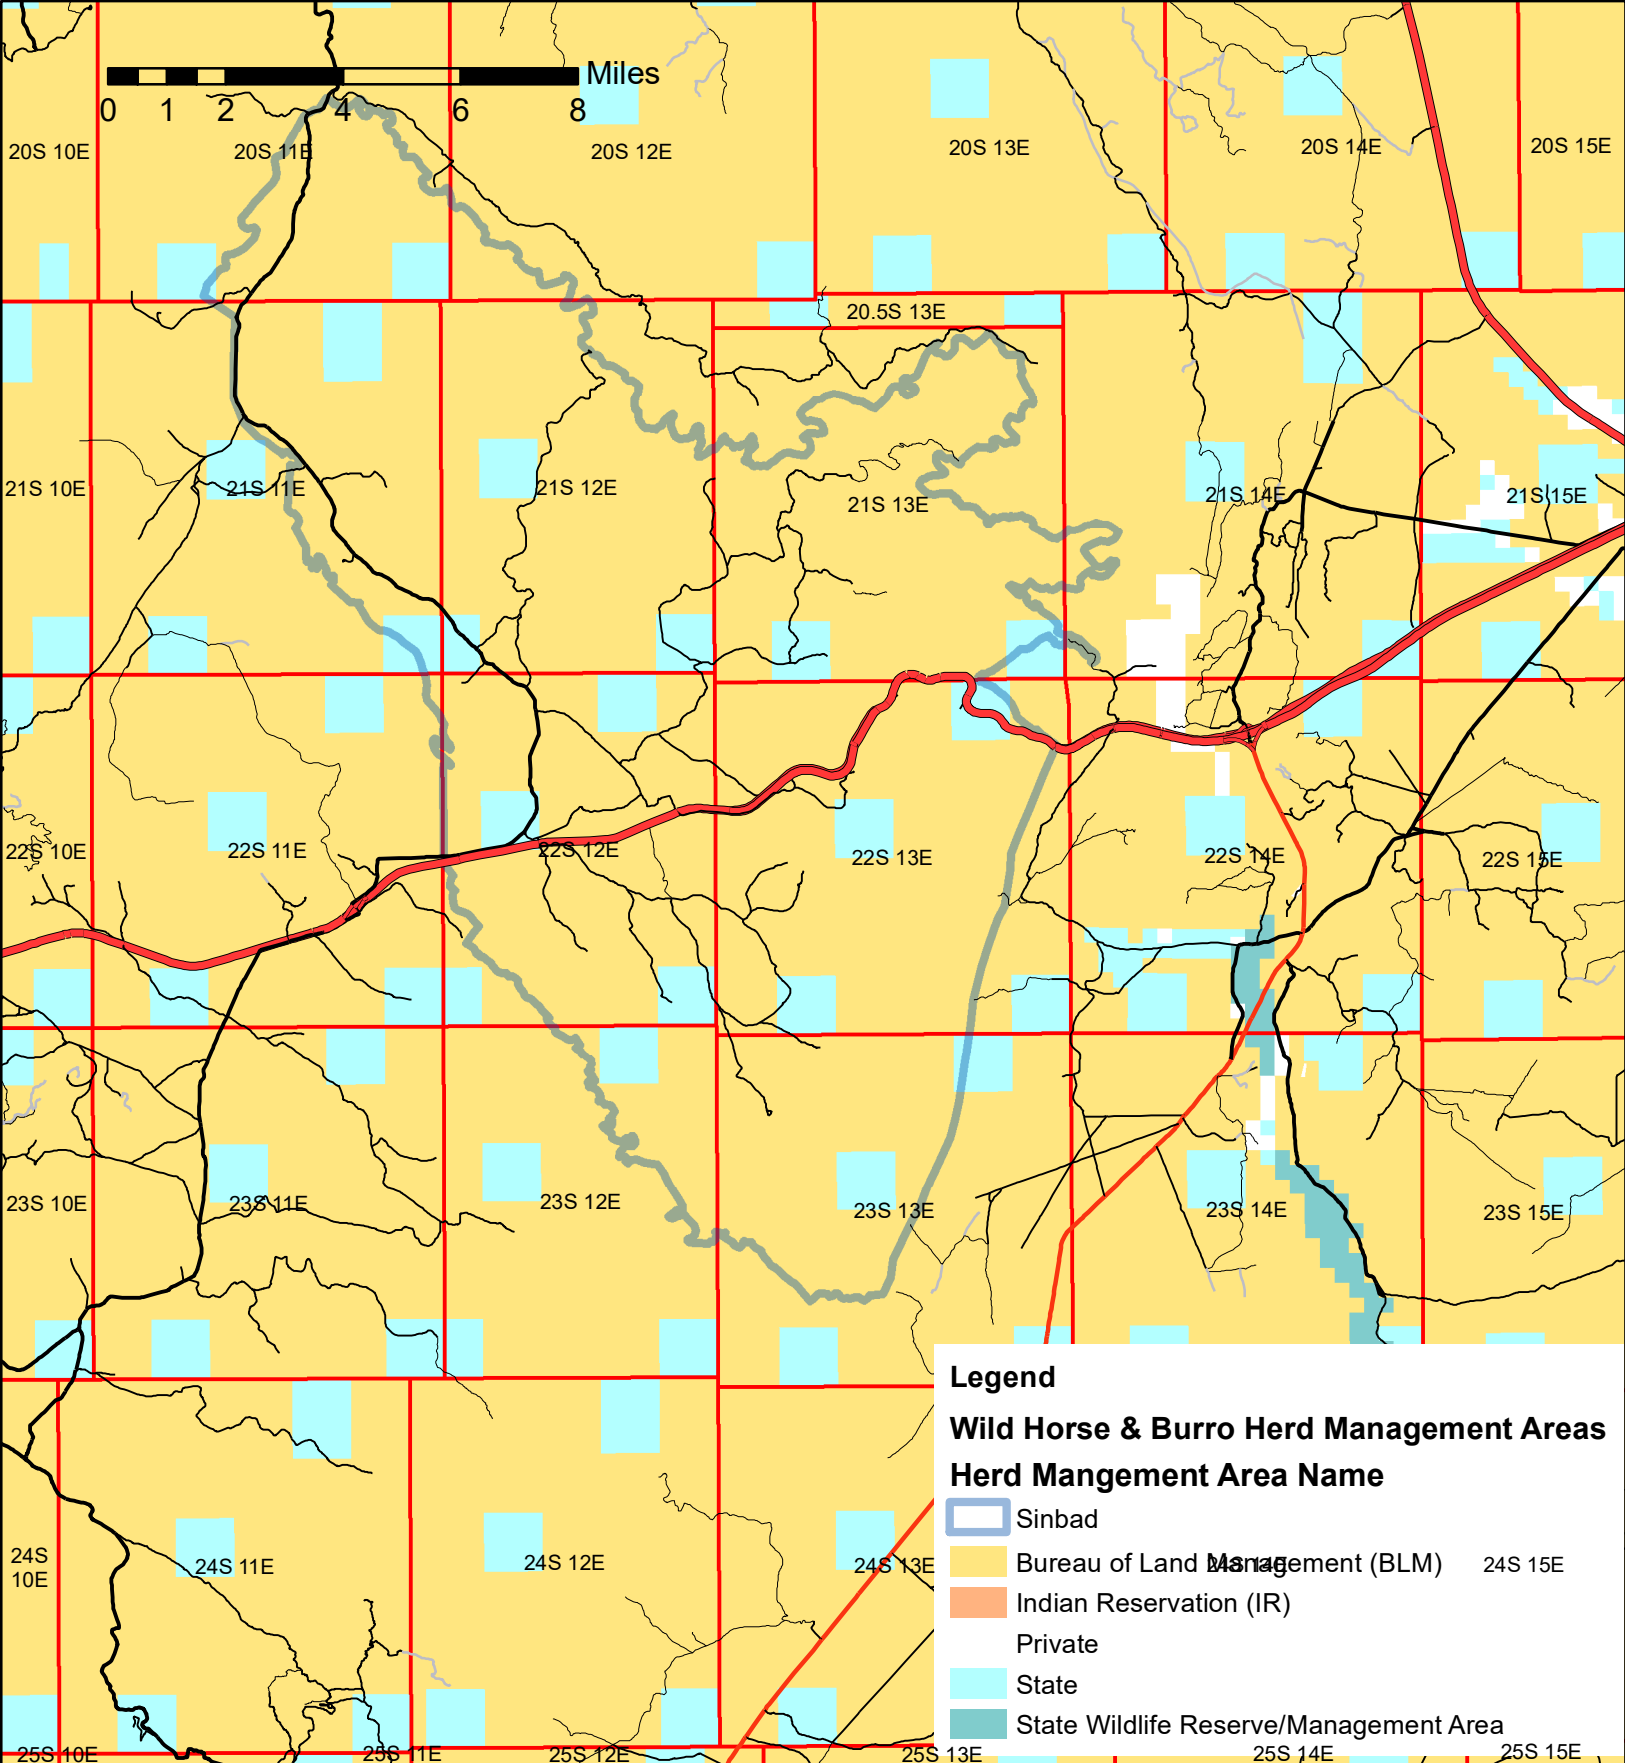 Miles
0 1 2 4 6 8
20S 10E 20S 11E 20S 12E 20S 13E 20S 14E 20S 15E
20.5S 13E
21S 10E 21S 11E 21S 12E 21S 13E 21S 14E 21S 15E
22S 10E 22S 11E 22S 12E 22S 13E 22S 14E 22S 15E
23S 10E 23S 11E 23S 12E 23S 13E 23S 14E 23S 15E
Legend
Wild Horse & Burro Herd Management Areas
Herd Mangement Area Name
Sinbad
24S
10E
24S 11E 24S 12E 24S 13E Bureau of Land Management (BLM) 24S 14E 24S 15E
Indian Reservation (IR)
Private
State
State Wildlife Reserve/Management Area
25S 10E 25S 11E 25S 12E 25S 13E 25S 14E 25S 15E